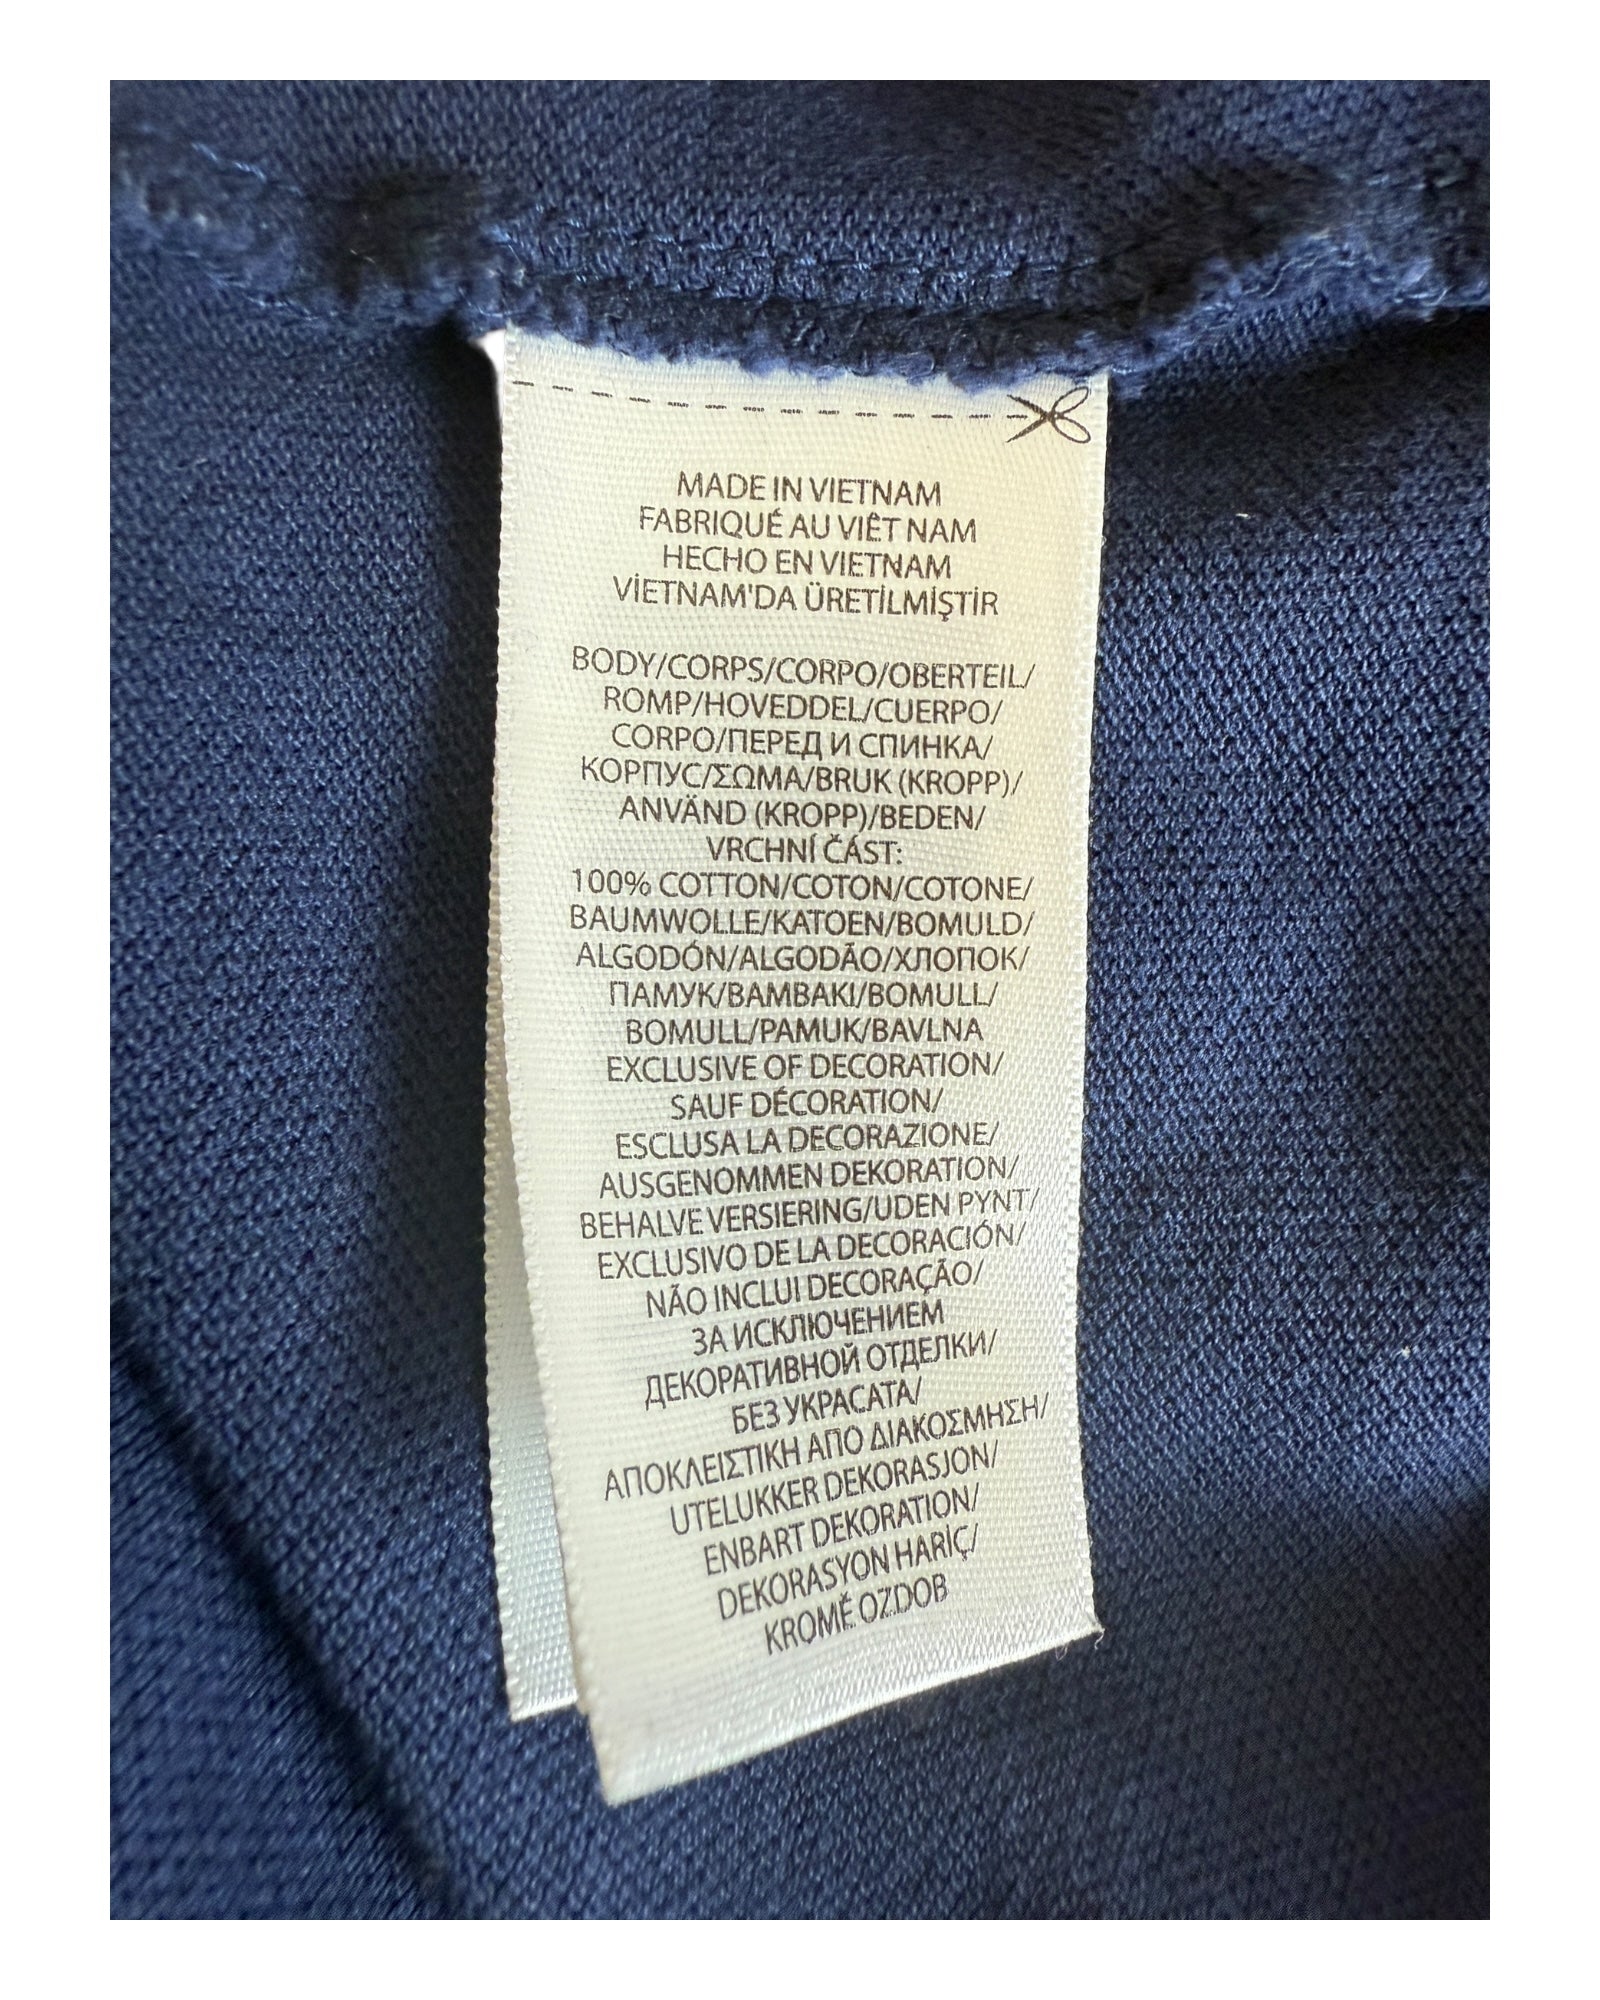 MADE IN VIETNAM
FABRIQUÉ AU VIÊT NAM
HECHO EN VIETNAM
VİETNAM'DA ÜRETİLMİŞTİR
BODY/CORPS/CORPO/OBERTEIL/
ROMP/HOVEDDEL/CUERPO/
CORPO/ПЕРЕД И СПИНКА/
КОРПУС/ΣΩΜΑ/BRUK (KROPP)/
ANVÄND (KROPP)/BEDEN/
VRCHNÍ ČÁST:
100% COTTON/COTON/COTONE/
BAUMWOLLE/KATOEN/BOMULD/
ALGODÓN/ALGODÃO/ХЛОПОК/
ПАМУК/BAMBAKI/BOMULL/
BOMULL/PAMUK/BAVLNA
EXCLUSIVE OF DECORATION/
SAUF DÉCORATION/
ESCLUSA LA DECORAZIONE/
AUSGENOMMEN DEKORATION/
BEHALVE VERSIERING/UDEN PYNT/
EXCLUSIVO DE LA DECORACIÓN/
NÃO INCLUI DECORAÇÃO/
ЗА ИСКЛЮЧЕНИЕМ
ДЕКОРАТИВНОЙ ОТДЕЛКИ/
БЕЗ УКРАСАТА/
ΑΠΟΚΛΕΙΣΤΙΚΗ ΑΠΟ ΔΙΑΚΟΣΜΗΣΗ/
UTELUKKER DEKORASJON/
ENBART DEKORATION/
DEKORASYON HARİÇ/
KROMĚ OZDOB